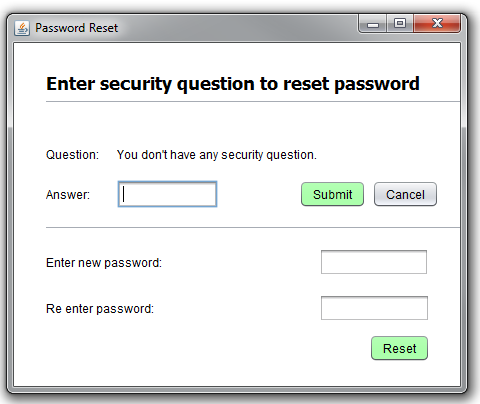 Password Reset
Enter security question to reset password
Question: You don't have any security question.
Answer: Submit Cancel
Enter new password:
Re enter password:
Reset